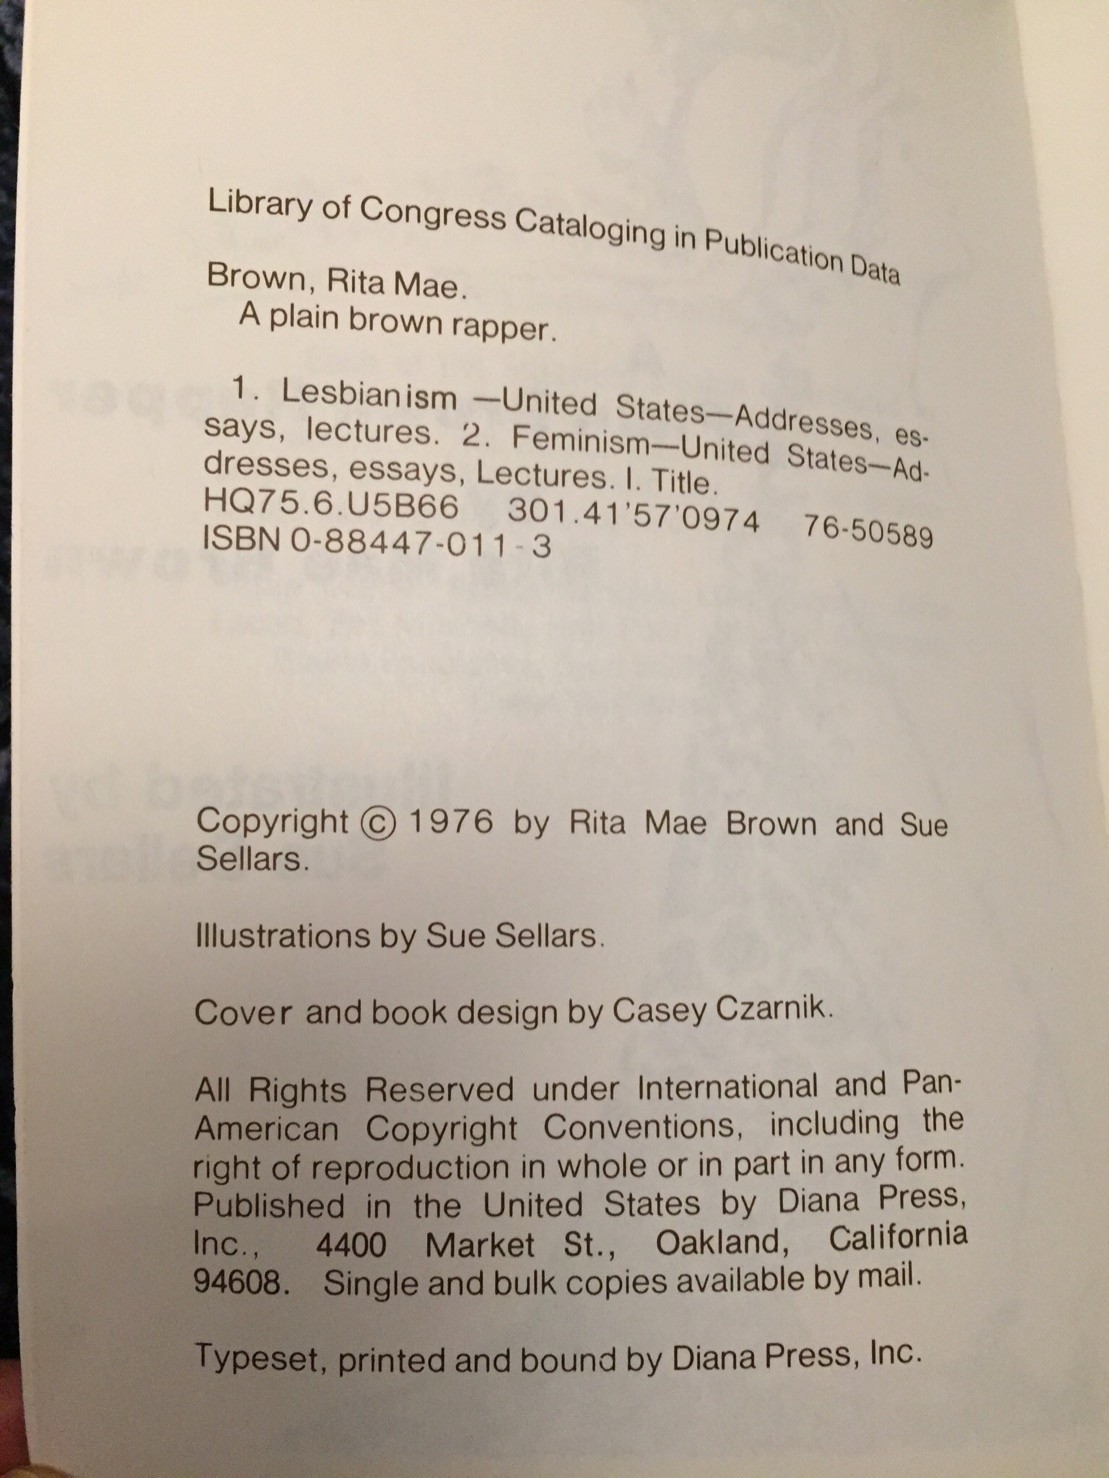 Library of Congress Cataloging in Publication Data
Brown, Rita Mae.
A plain brown rapper.
1. Lesbianism —United States—Addresses, es-
says, lectures. 2. Feminism—United States—Ad-
dresses, essays, Lectures. I. Title.
HQ75.6.U5B66 301.41'57'0974 76-50589
ISBN 0-88447-011-3
Copyright © 1976 by Rita Mae Brown and Sue
Sellars.
Illustrations by Sue Sellars.
Cover and book design by Casey Czarnik.
All Rights Reserved under International and Pan-
American Copyright Conventions, including the
right of reproduction in whole or in part in any form.
Published in the United States by Diana Press,
Inc., 4400 Market St., Oakland, California
94608. Single and bulk copies available by mail.
Typeset, printed and bound by Diana Press, Inc.